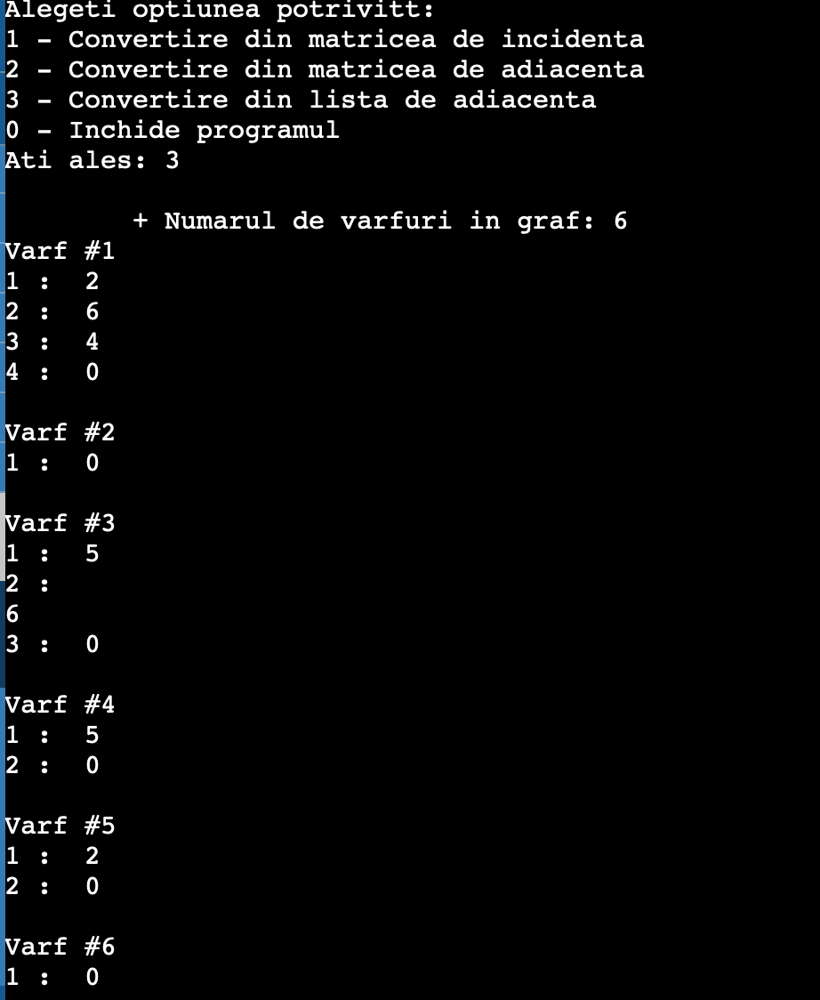 Alegeti optiunea potrivitt:
1 - Convertire din matricea de incidenta
2 - Convertire din matricea de adiacenta
3 - Convertire din lista de adiacenta
0 - Inchide programul
Ati ales: 3
+ Numarul de varfuri in graf: 6
Varf #1
1 : 2
2 : 6
3 : 4
4 : 0
Varf #2
1 : 0
Varf #3
1 : 5
2 :
6
3 : 0
Varf #4
1 : 5
2 : 0
Varf #5
1 : 2
2 : 0
Varf #6
1 : 0